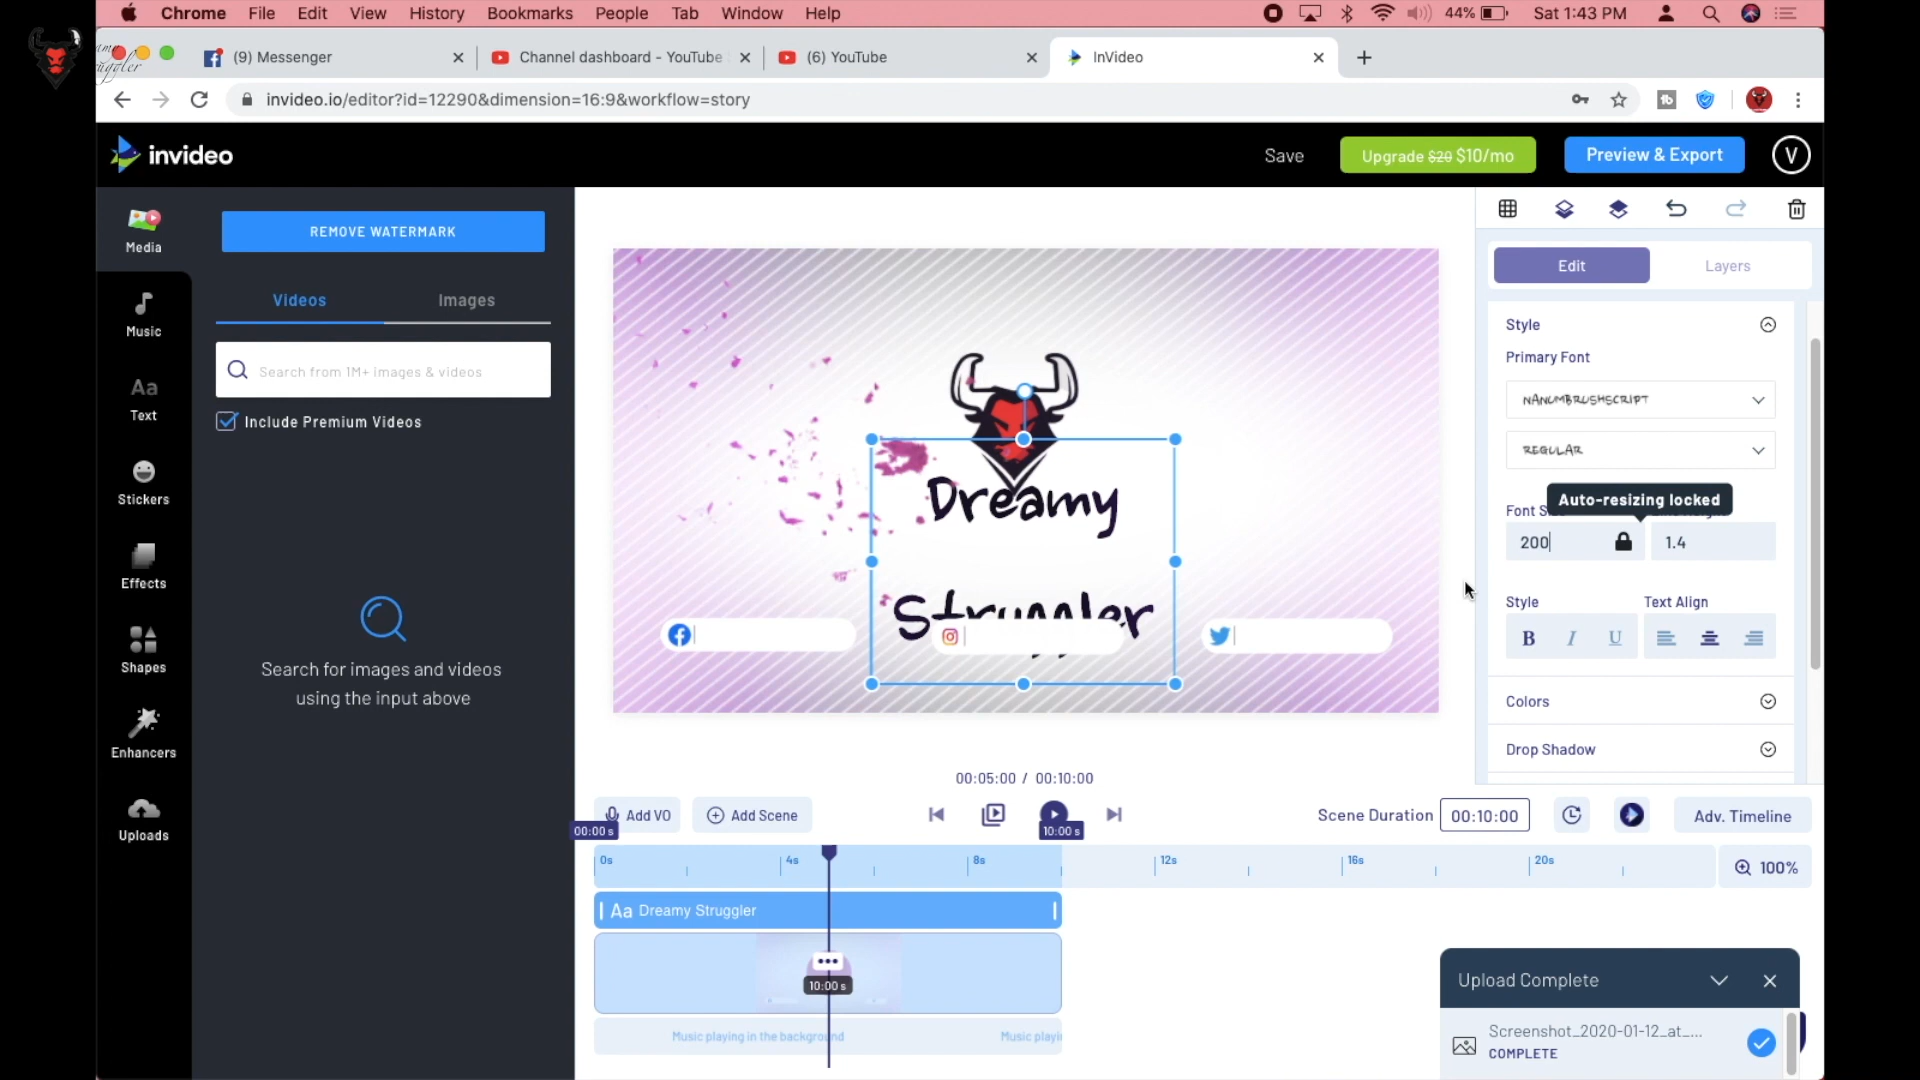 Chrome File Edit View History Bookmarks People Tab Window Help
44% Sat 1:43 PM
(9) Messenger
Channel dashboard - YouTube
(6) YouTube
InVideo
invideo.io/editor?id=12290&dimension=16:9&workflow=story
invideo
Save
Upgrade $20 $10/mo
Preview & Export
V
Media
Music
Aa
Text
Stickers
Effects
Shapes
Enhancers
Uploads
REMOVE WATERMARK
Videos
Images
Search from 1M+ images & videos
Include Premium Videos
Search for images and videos
using the input above
Dreamy
Struggler
Edit
Layers
Style
Primary Font
NANUMBRUSHSCRIPT
REGULAR
Auto-resizing locked
Font S
200
1.4
Style
Text Align
B I U
Colors
Drop Shadow
00:05:00 / 00:10:00
Add VO
Add Scene
Scene Duration
00:10:00
Adv. Timeline
00:00 s
10:00 s
0s
4s
8s
12s
16s
20s
100%
Aa Dreamy Struggler
10:00 s
Music playing in the background
Music playi
Upload Complete
Screenshot_2020-01-12_at_...
COMPLETE